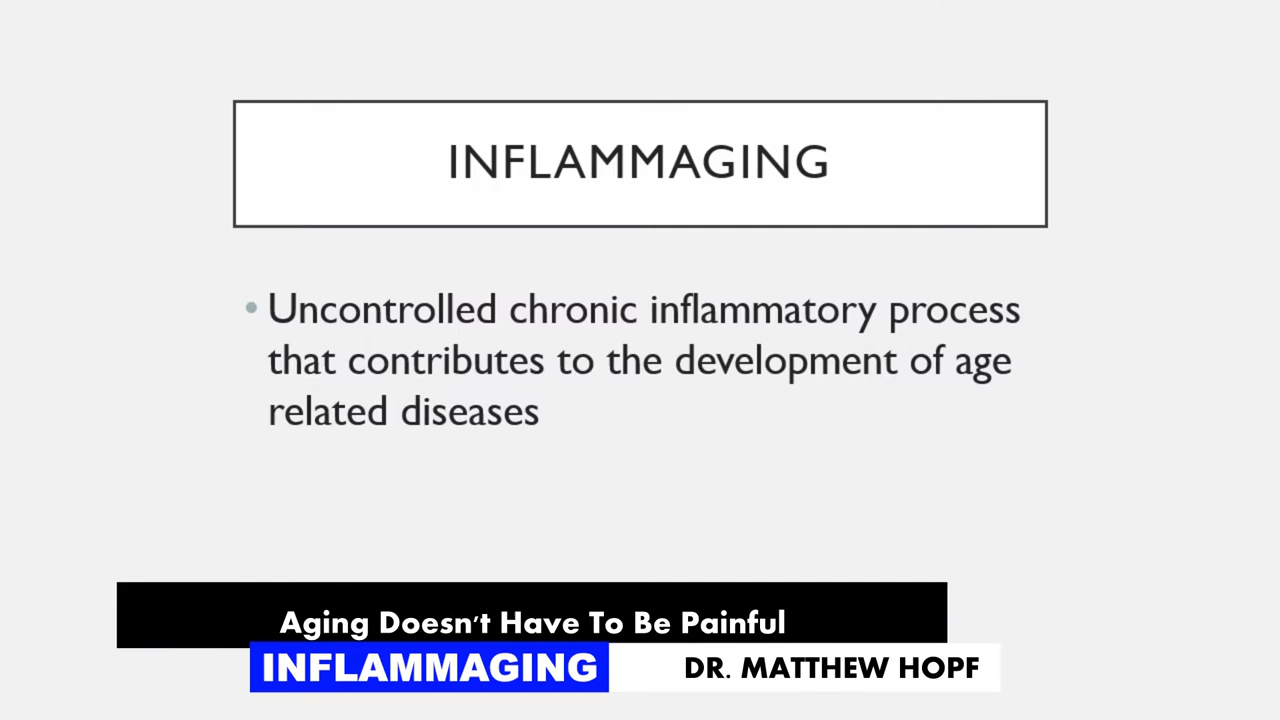 INFLAMMAGING
• Uncontrolled chronic inflammatory process
that contributes to the development of age
related diseases
Aging Doesn't Have To Be Painful
INFLAMMAGING DR. MATTHEW HOPF